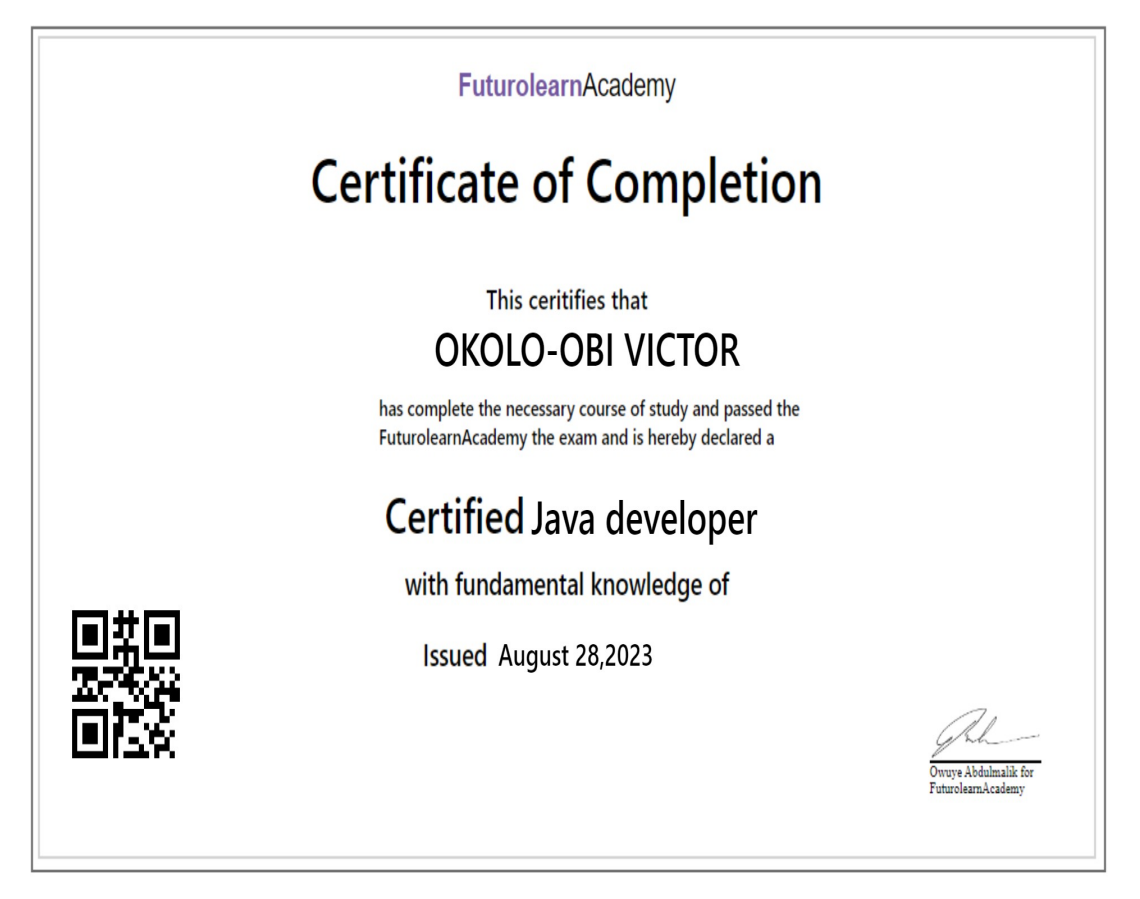 FuturolearnAcademy
Certificate of Completion
This ceritifies that
OKOLO-OBI VICTOR
has complete the necessary course of study and passed the
FuturolearnAcademy the exam and is hereby declared a
Certified Java developer
with fundamental knowledge of
Issued August 28,2023
Owuye Abdulmalik for
FuturolearnAcademy